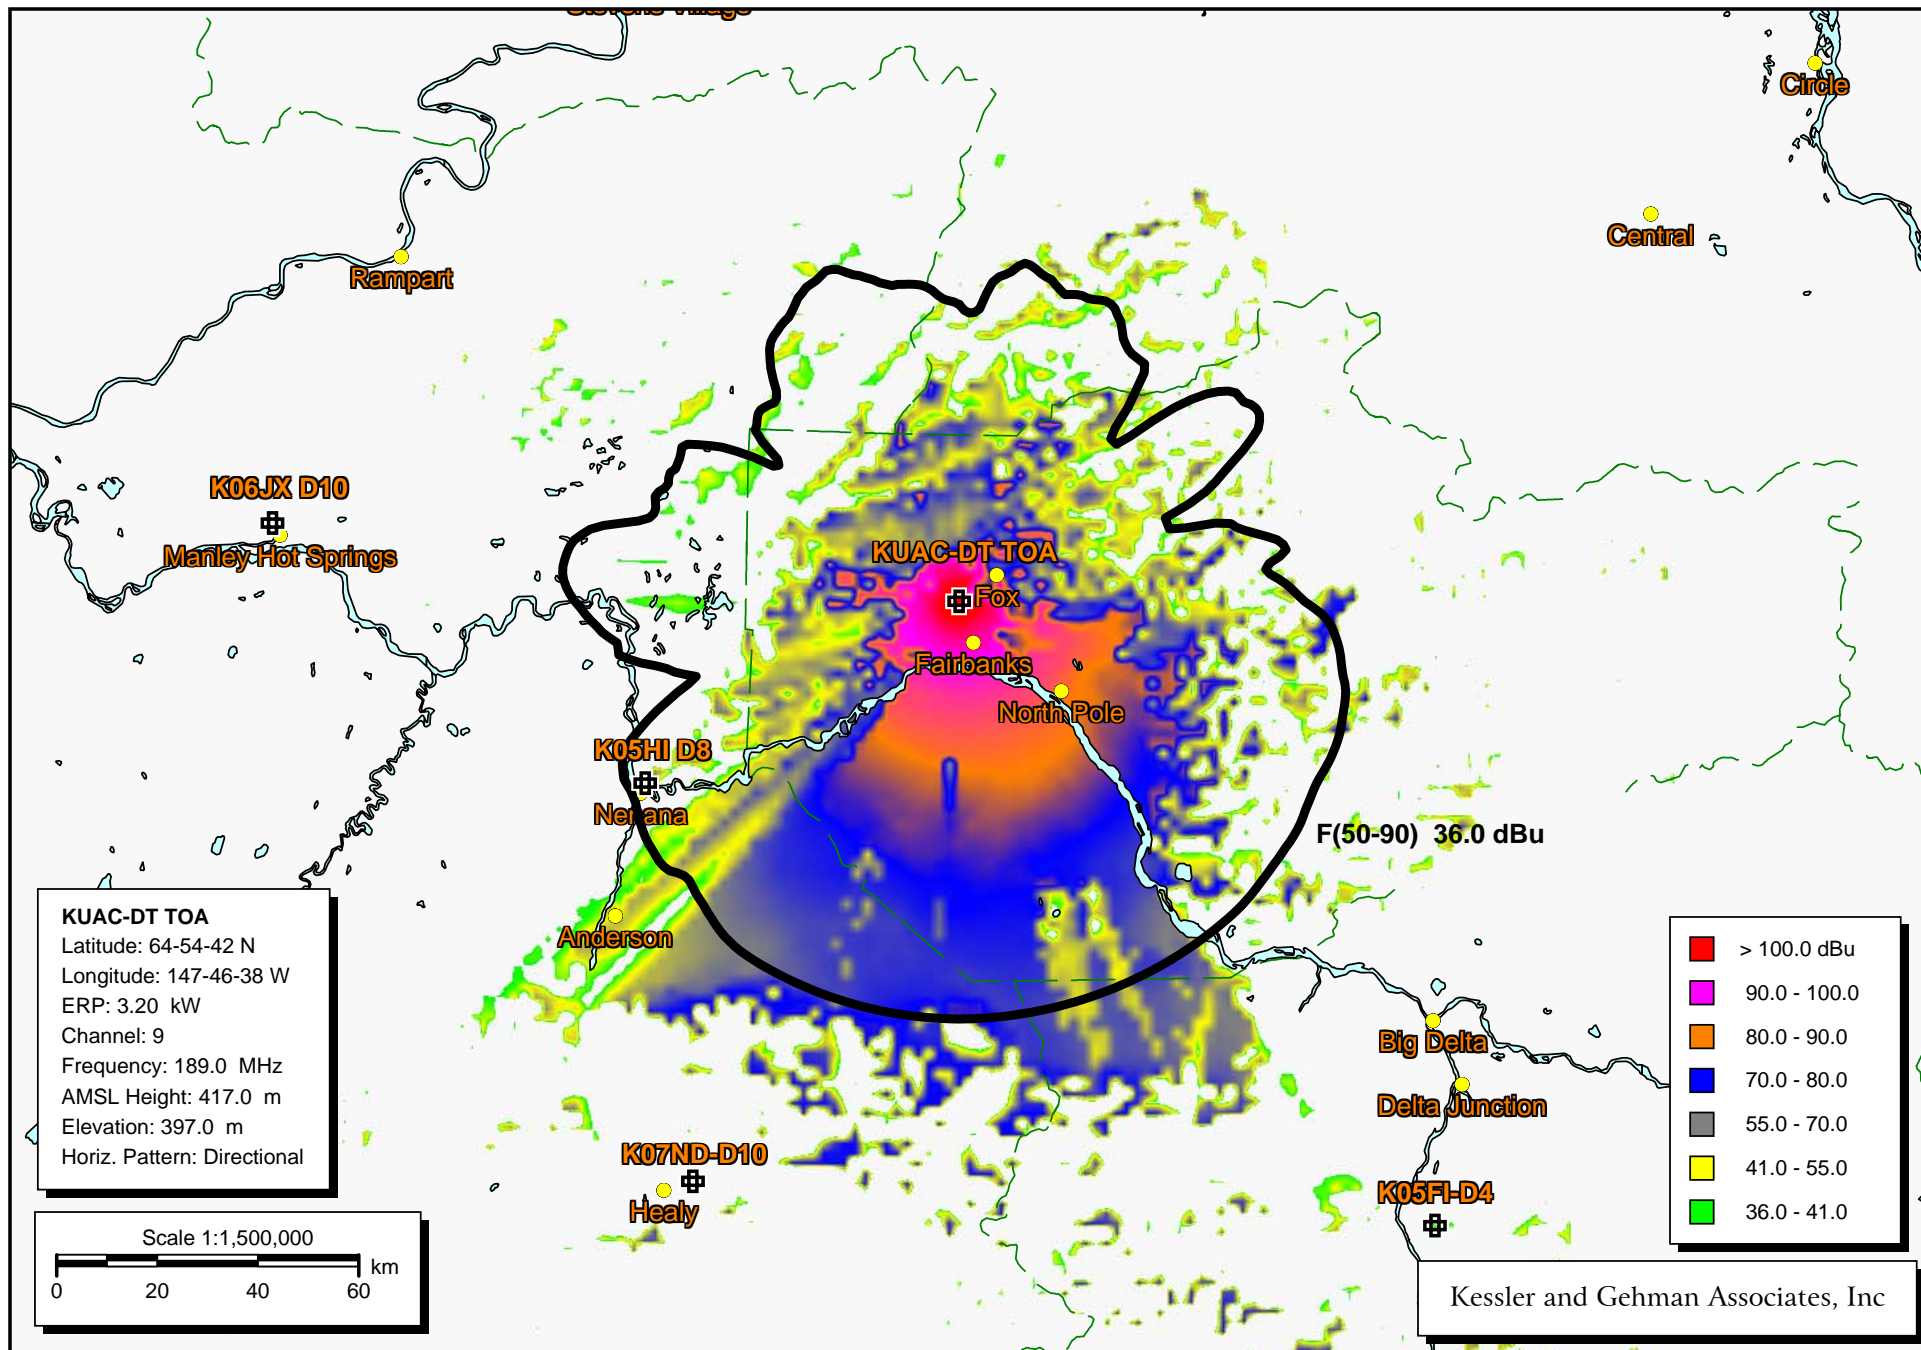 Stevens Village
Circle
Central
Rampart
K06JX D10
Manley Hot Springs
KUAC-DT TOA
Fox
Fairbanks
North Pole
K05HI D8
Nenana
F(50-90) 36.0 dBu
Anderson
KUAC-DT TOA
Latitude: 64-54-42 N
Longitude: 147-46-38 W
ERP: 3.20 kW
Channel: 9
Frequency: 189.0 MHz
AMSL Height: 417.0 m
Elevation: 397.0 m
Horiz. Pattern: Directional
> 100.0 dBu
90.0 - 100.0
80.0 - 90.0
70.0 - 80.0
55.0 - 70.0
41.0 - 55.0
36.0 - 41.0
Big Delta
Delta Junction
K07ND-D10
Healy
K05FI-D4
Scale 1:1,500,000
km
0 20 40 60
Kessler and Gehman Associates, Inc